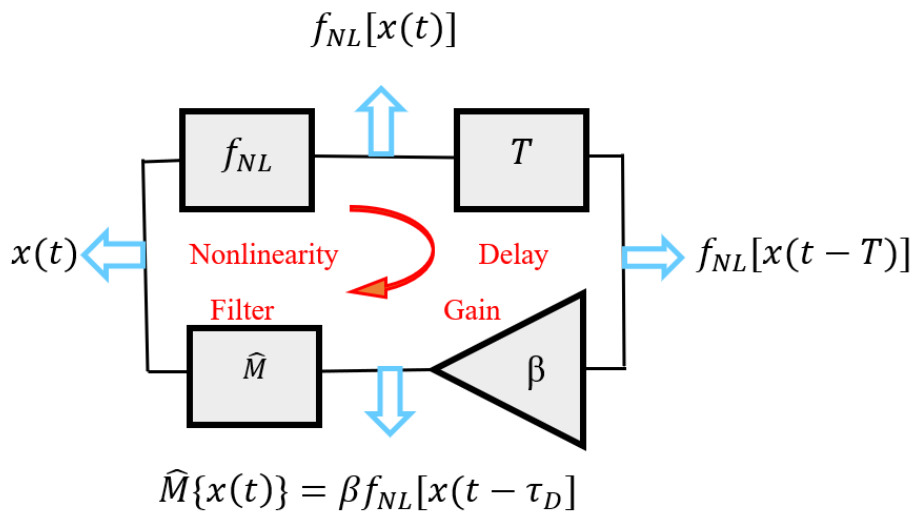 f_{NL}[x(t)]
f_{NL}
T
x(t)
Nonlinearity
Delay
f_{NL}[x(t − T)]
Filter
Gain
M̂
β
M̂{x(t)} = βf_{NL}[x(t − τ_D]